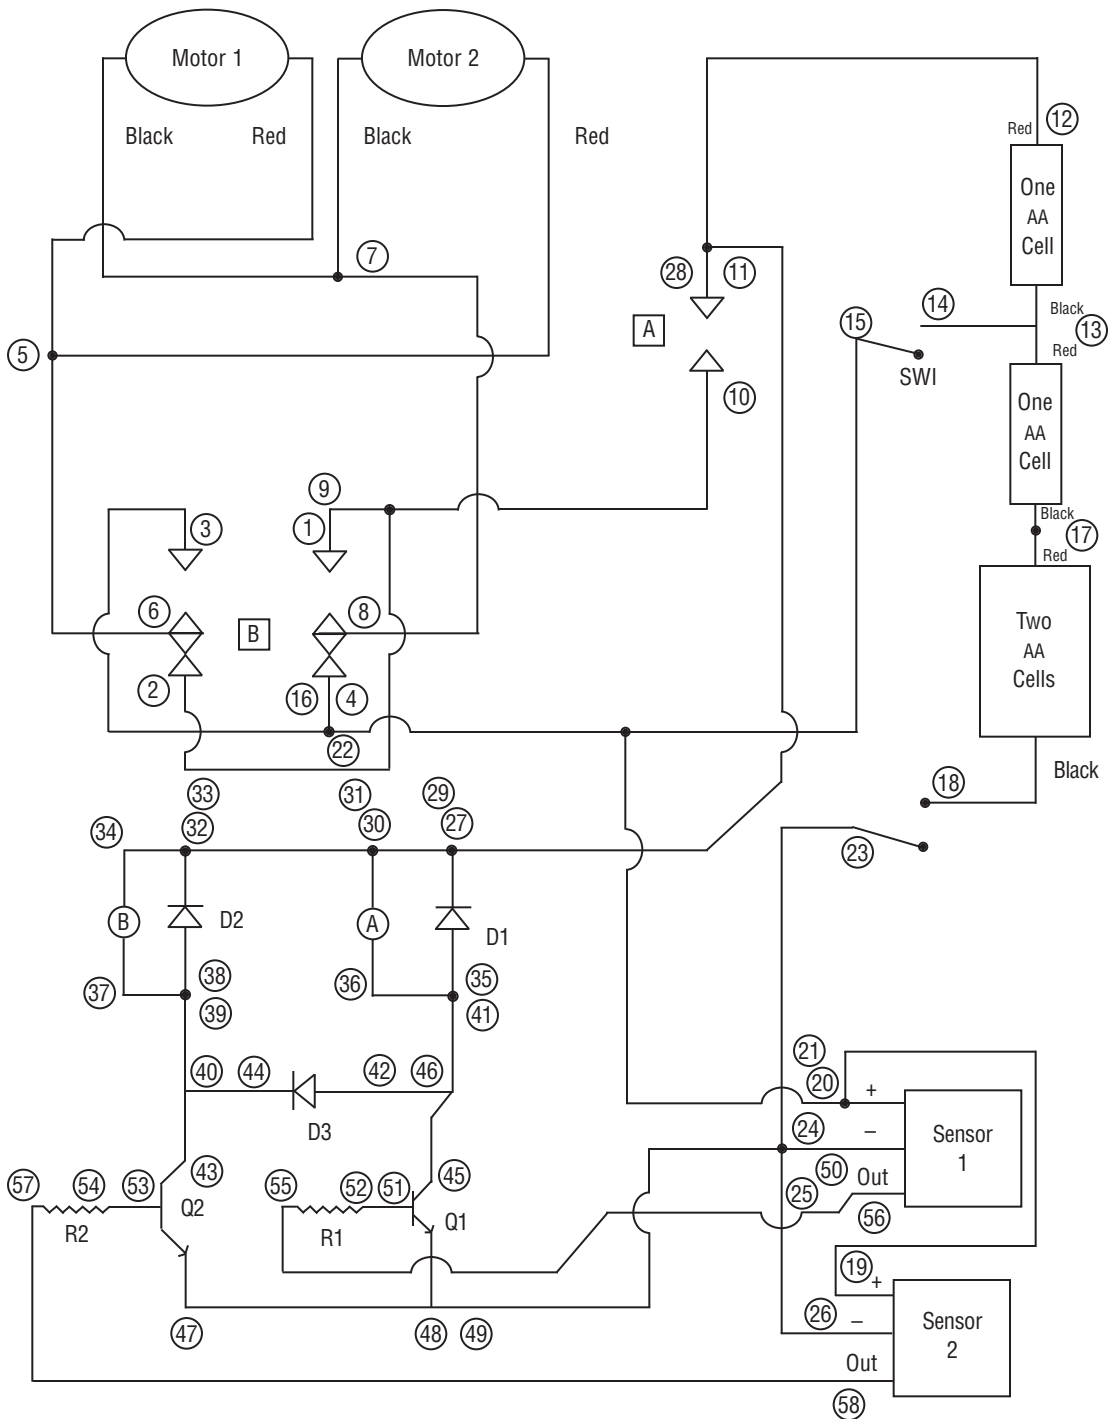 Motor 1
Motor 2
Black
Red
Black
Red
12
Red
One
AA
Cell
7
28
11
14
Black
13
15
A
Red
5
SWI
10
One
AA
Cell
9
3
1
Black
17
Red
6
B
8
Two
AA
Cells
2
16
4
22
Black
18
33
31
29
34
32
30
27
23
B
D2
A
D1
38
36
35
37
39
41
21
40
44
42
46
20
+
D3
24
–
Sensor
1
43
45
50
Out
57
54
53
55
52
51
25
Q2
Q1
56
R2
R1
19
+
26
–
Sensor
2
47
48
49
Out
58